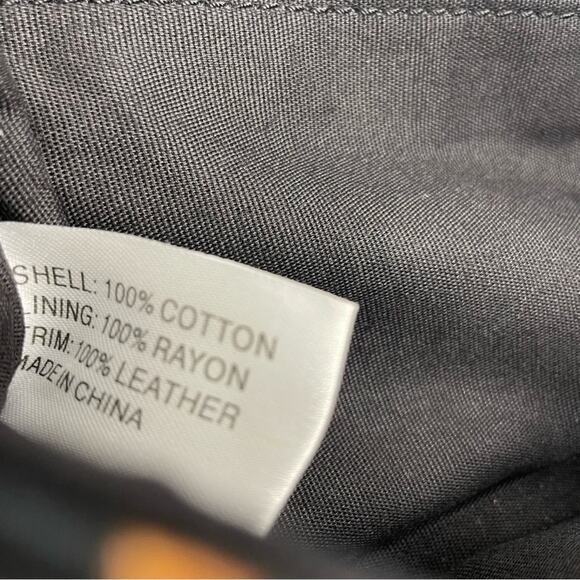 SHELL: 100% COTTON
LINING: 100% RAYON
TRIM: 100% LEATHER
MADE IN CHINA